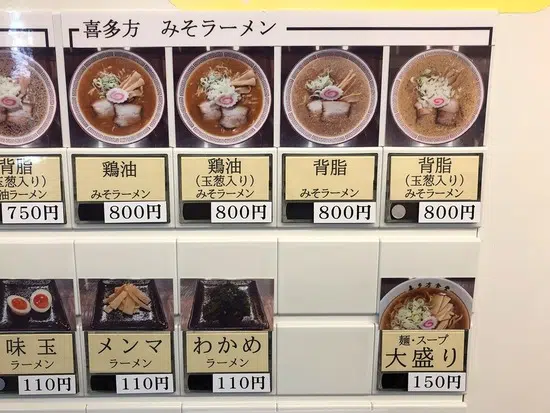 喜多方 みそラーメン
背脂
(玉葱入り)
油ラーメン
750円
鶏油
みそラーメン
800円
鶏油
(玉葱入り)
みそラーメン
800円
背脂
みそラーメン
800円
背脂
(玉葱入り)
みそラーメン
800円
味玉
ラーメン
110円
メンマ
ラーメン
110円
わかめ
ラーメン
110円
麺・スープ
大盛り
150円